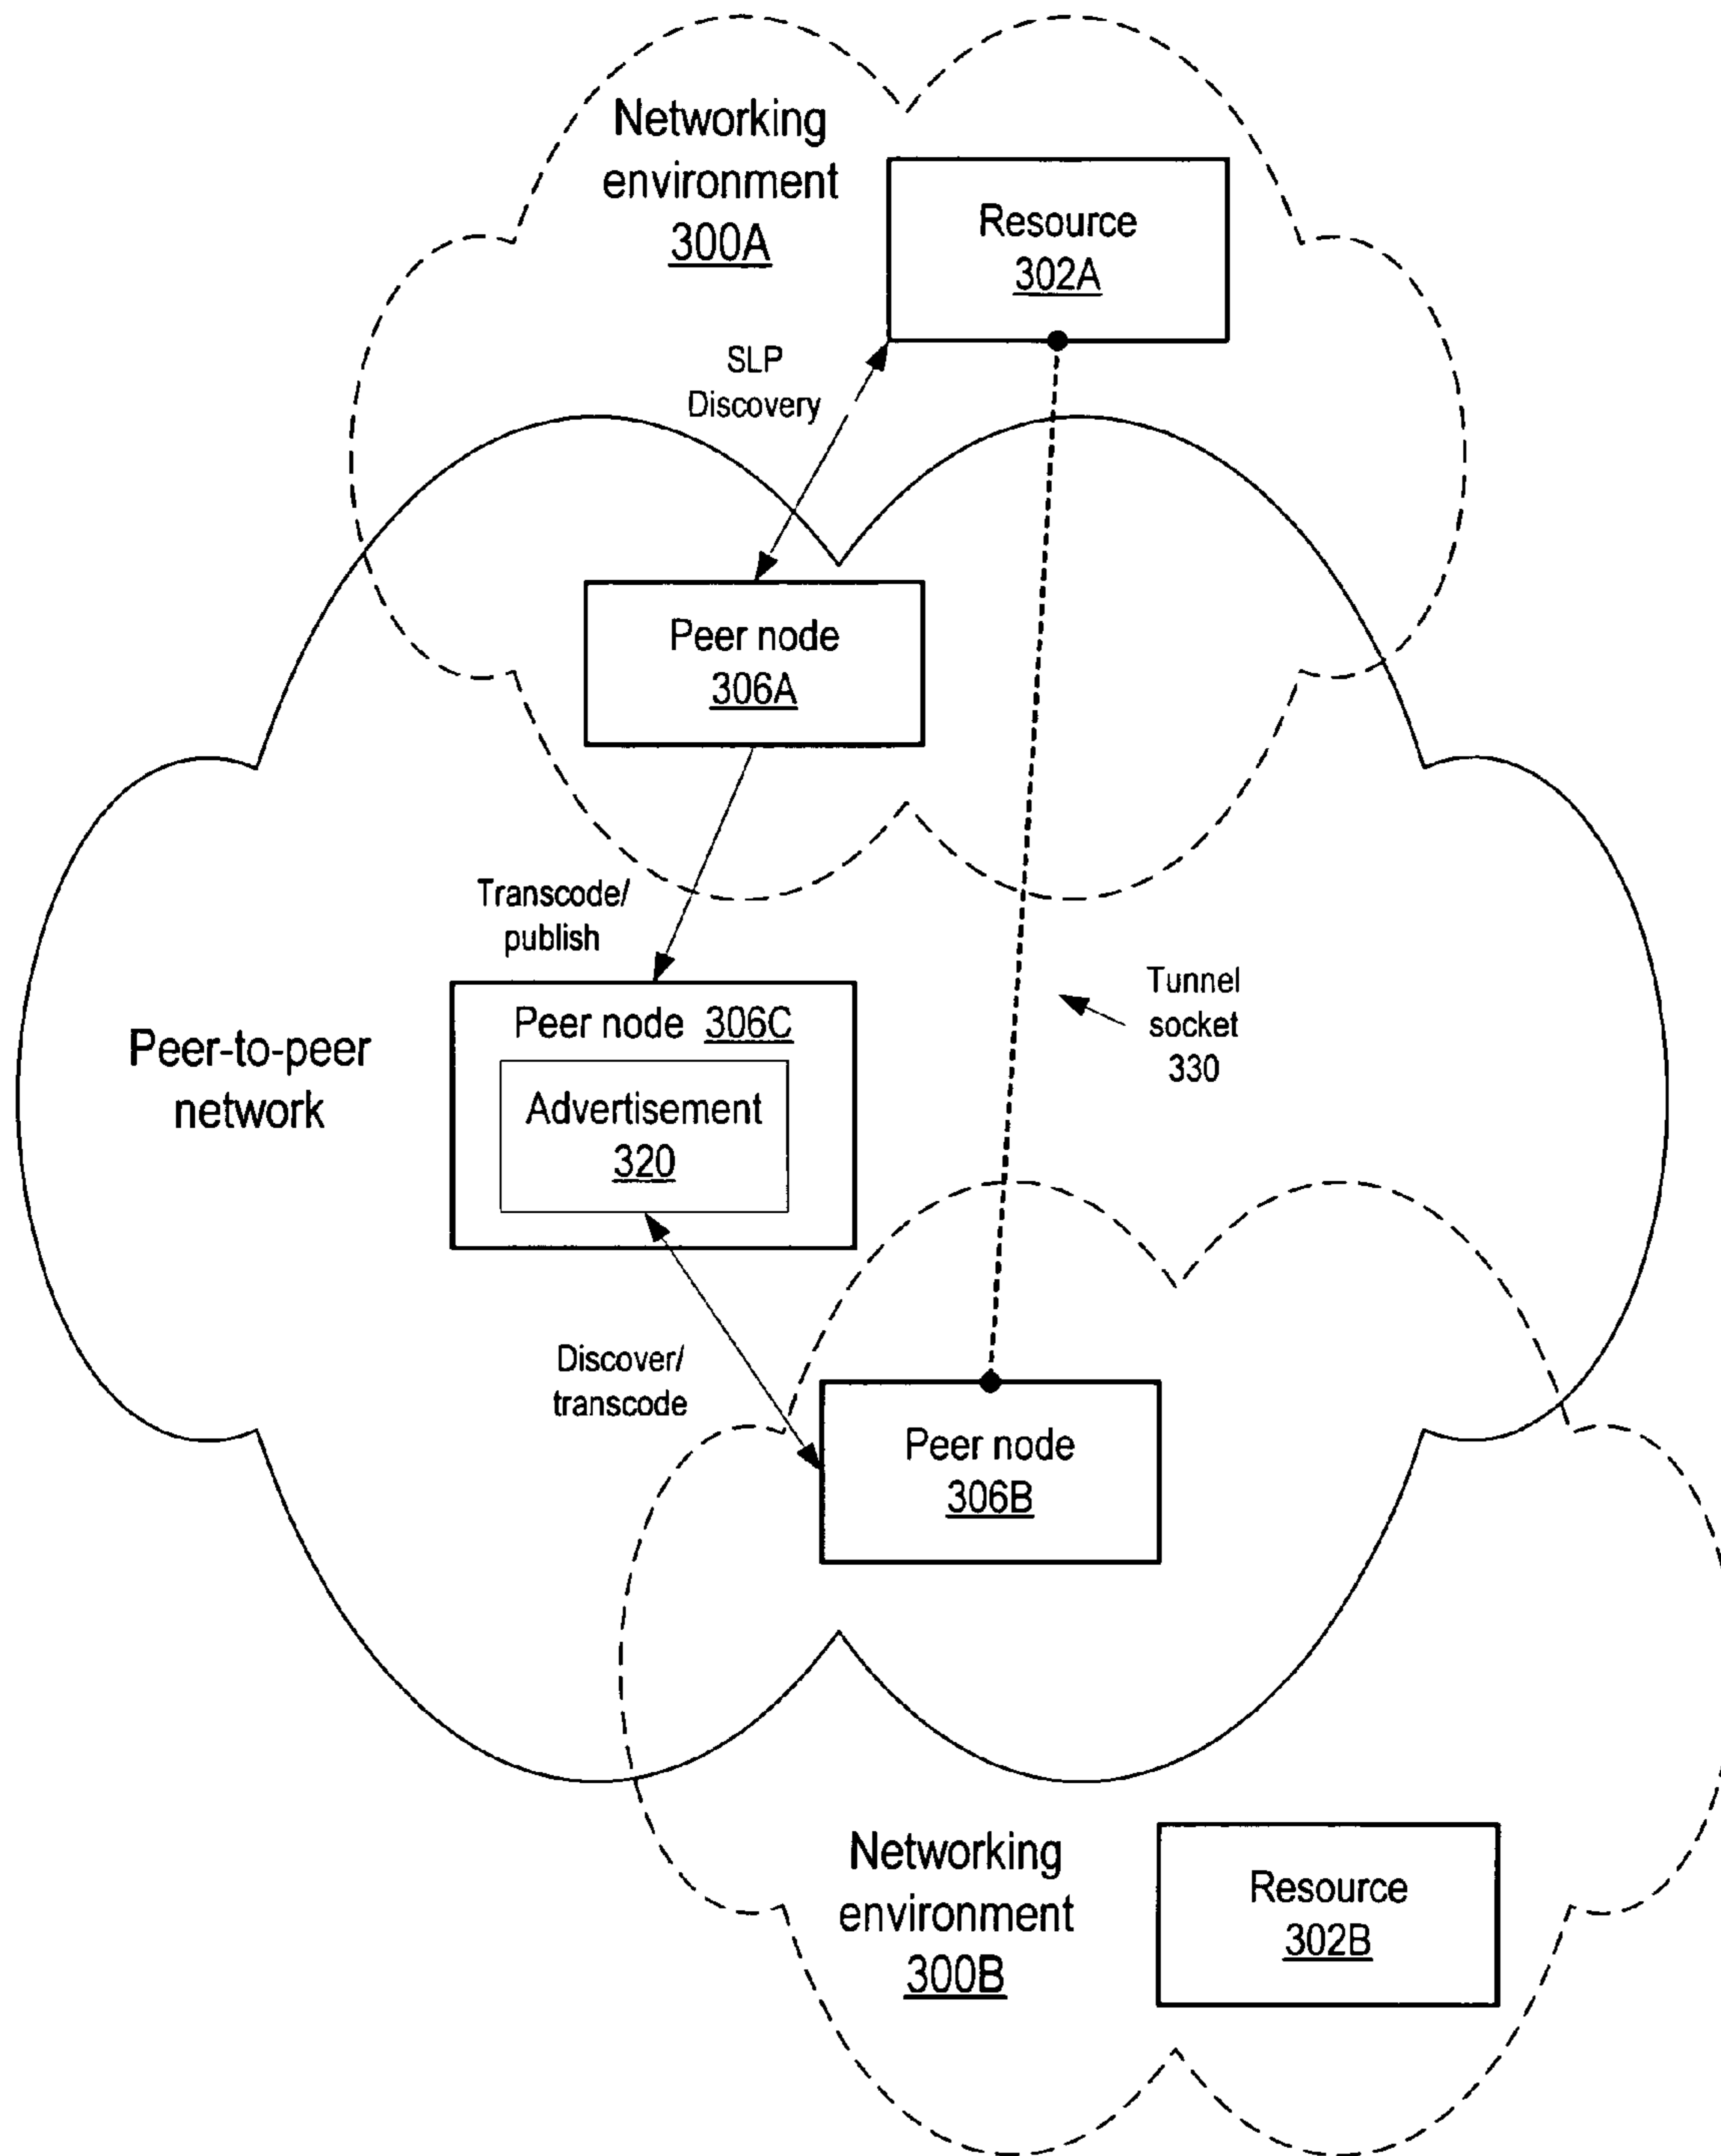 Networking
environment
300A
Resource
302A
SLP
Discovery
Peer node
306A
Transcode/
publish
Peer node 306C
Advertisement
320
Peer-to-peer
network
Tunnel
socket
330
Discover/
transcode
Peer node
306B
Networking
environment
300B
Resource
302B